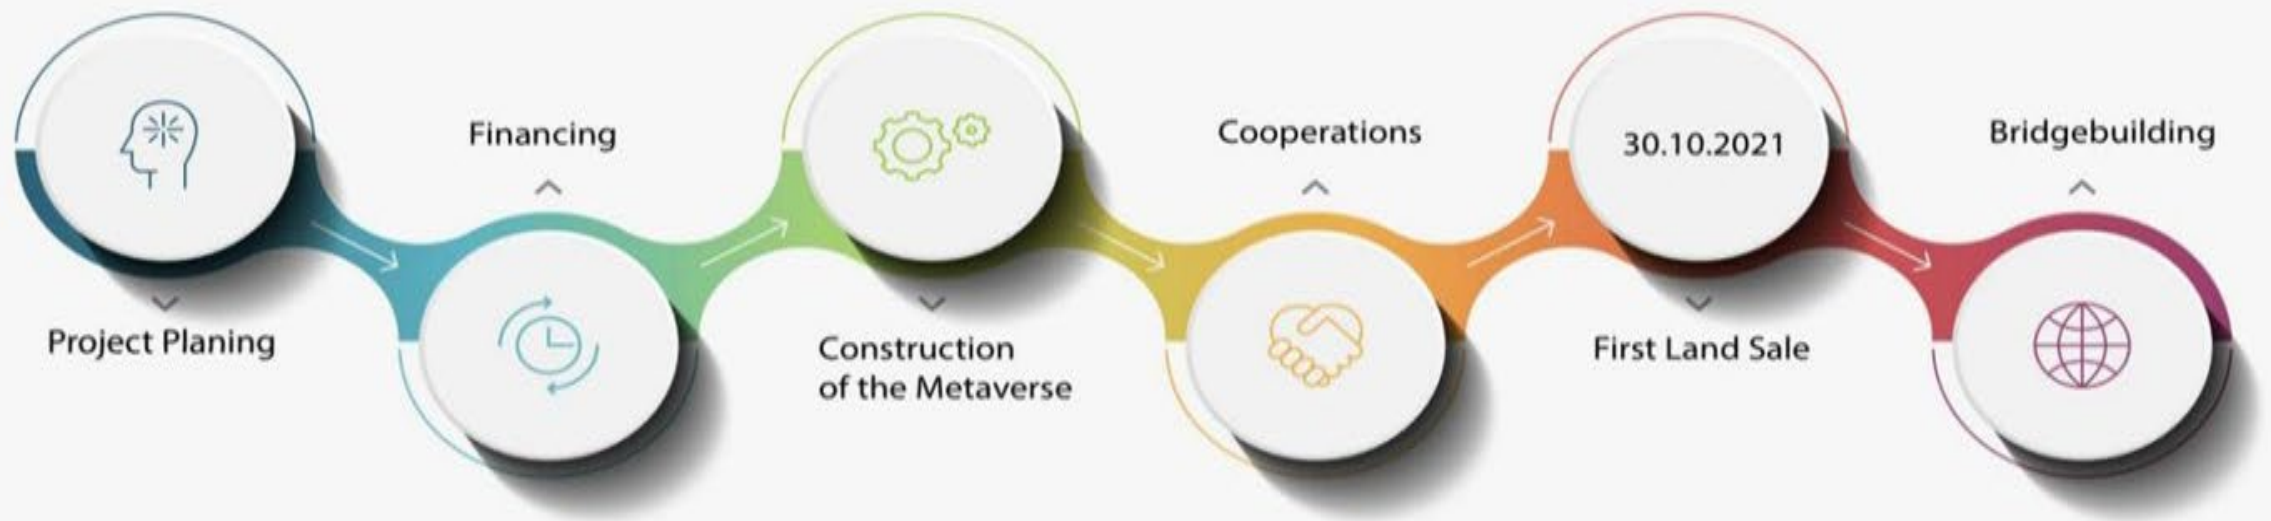 Project Planing
Financing
Construction
of the Metaverse
Cooperations
30.10.2021
First Land Sale
Bridgebuilding